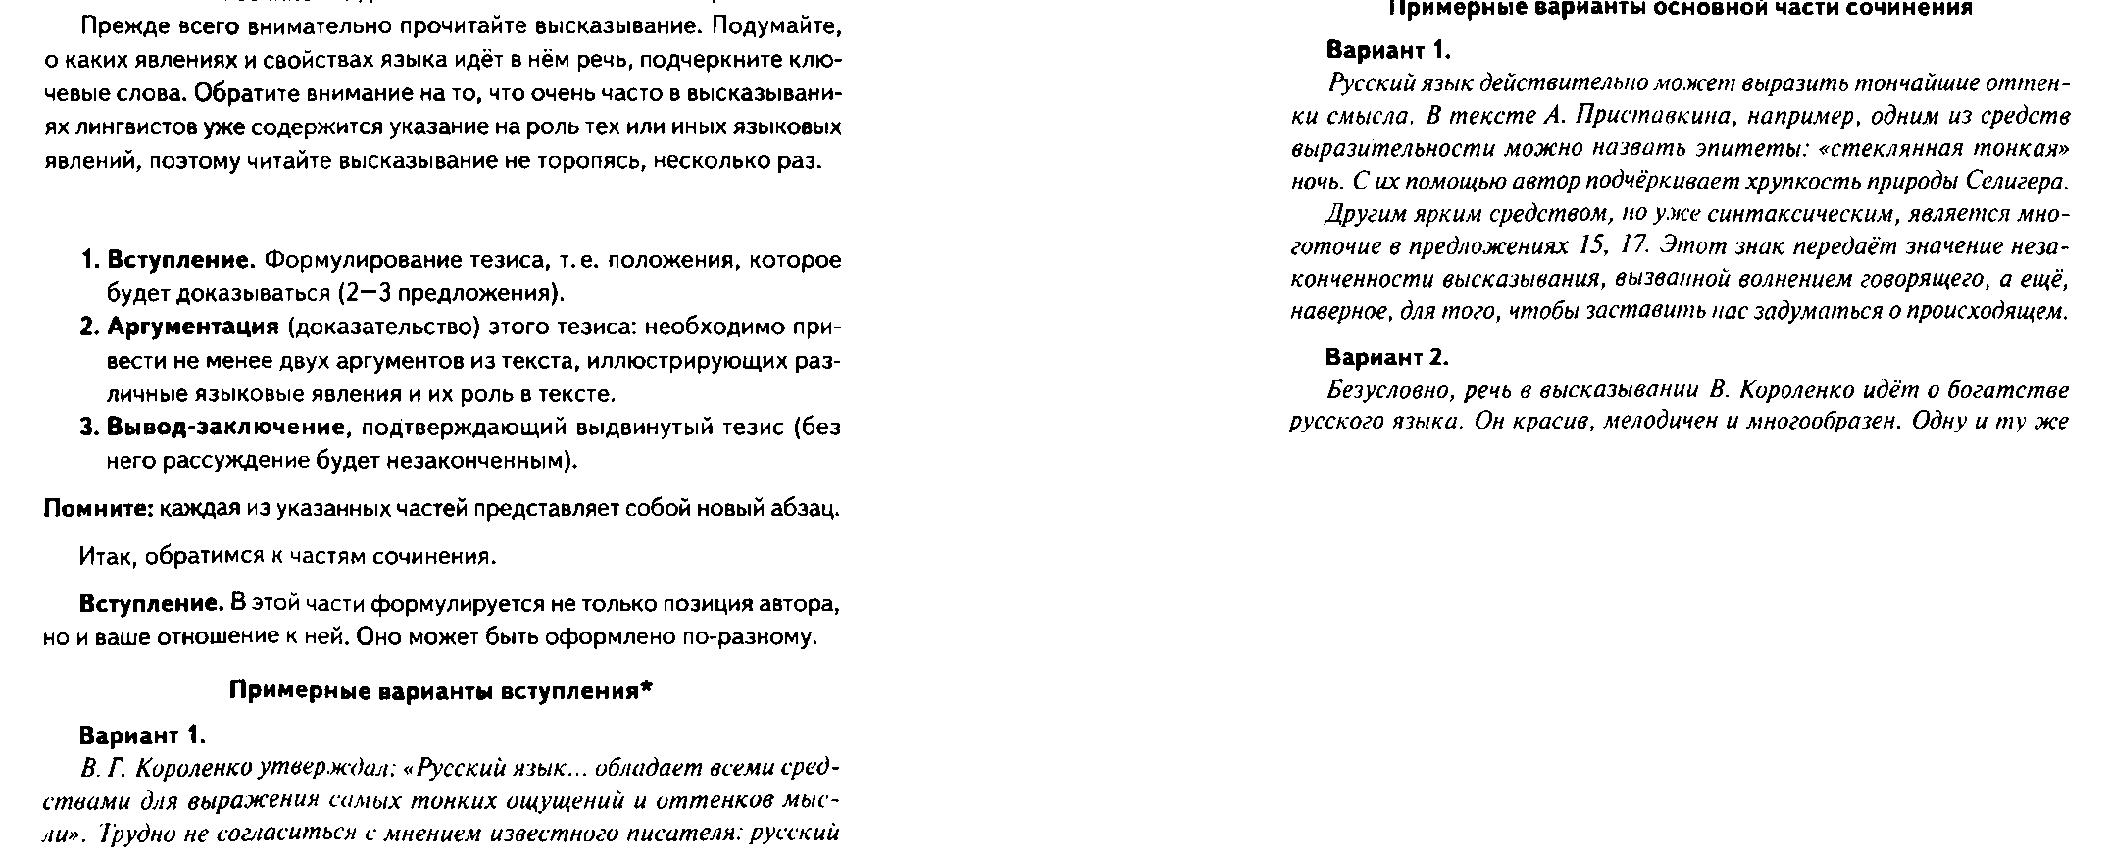 Прежде всего внимательно прочитайте высказывание. Подумайте,
о каких явлениях и свойствах языка идёт в нём речь, подчеркните клю-
чевые слова. Обратите внимание на то, что очень часто в высказывани-
ях лингвистов уже содержится указание на роль тех или иных языковых
явлений, поэтому читайте высказывание не торопясь, несколько раз.
1. Вступление. Формулирование тезиса, т. е. положения, которое
будет доказываться (2—3 предложения).
2. Аргументация (доказательство) этого тезиса: необходимо при-
вести не менее двух аргументов из текста, иллюстрирующих раз-
личные языковые явления и их роль в тексте.
3. Вывод-заключение, подтверждающий выдвинутый тезис (без
него рассуждение будет незаконченным).
Помните: каждая из указанных частей представляет собой новый абзац.
Итак, обратимся к частям сочинения.
Вступление. В этой части формулируется не только позиция автора,
но и ваше отношение к ней. Оно может быть оформлено по-разному.
Примерные варианты вступления*
Вариант 1.
В. Г. Короленко утверждал: «Русский язык... обладает всеми сред-
ствами для выражения самых тонких ощущений и оттенков мыс-
ли». Трудно не согласиться с мнением известного писателя: русский
Примерные варианты основной части сочинения
Вариант 1.
Русский язык действительно может выразить тончайшие оттен-
ки смысла. В тексте А. Приставкина, например, одним из средств
выразительности можно назвать эпитеты: «стеклянная тонкая»
ночь. С их помощью автор подчёркивает хрупкость природы Селигера.
Другим ярким средством, но уже синтаксическим, является мно-
готочие в предложениях 15, 17. Этот знак передаёт значение неза-
конченности высказывания, вызванной волнением говорящего, а ещё,
наверное, для того, чтобы заставить нас задуматься о происходящем.
Вариант 2.
Безусловно, речь в высказывании В. Короленко идёт о богатстве
русского языка. Он красив, мелодичен и многообразен. Одну и ту же